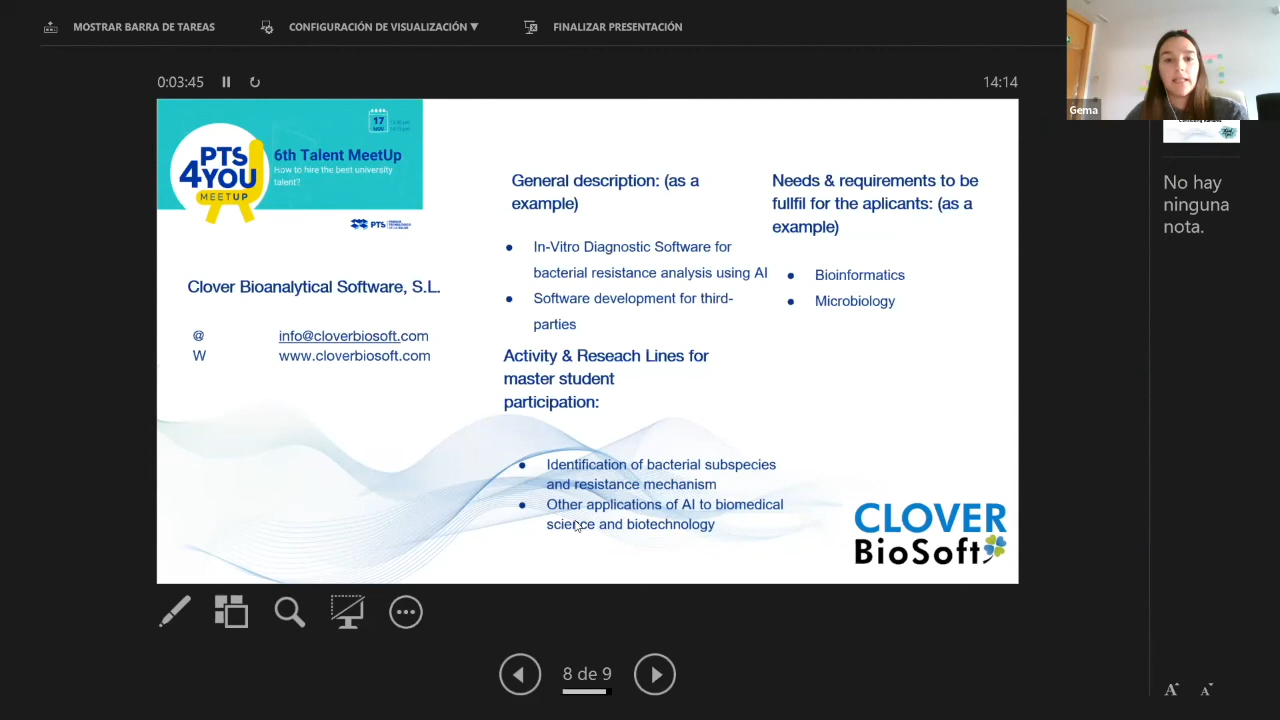 MOSTRAR BARRA DE TAREAS
CONFIGURACIÓN DE VISUALIZACIÓN ▼
FINALIZAR PRESENTACIÓN
Gema
0:03:45
14:14
17
NOV
PTS
4YOU
MEETUP
6th Talent MeetUp
How to hire the best university
talent?
PTS
Clover Bioanalytical Software, S.L.
@ info@cloverbiosoft.com
W www.cloverbiosoft.com
General description: (as a
example)
• In-Vitro Diagnostic Software for
bacterial resistance analysis using AI
• Software development for third-
parties
Activity & Reseach Lines for
master student
participation:
• Identification of bacterial subspecies
and resistance mechanism
• Other applications of AI to biomedical
science and biotechnology
Needs & requirements to be
fullfil for the aplicants: (as a
example)
• Bioinformatics
• Microbiology
CLOVER
BioSoft
No hay
ninguna
nota.
8 de 9
A A